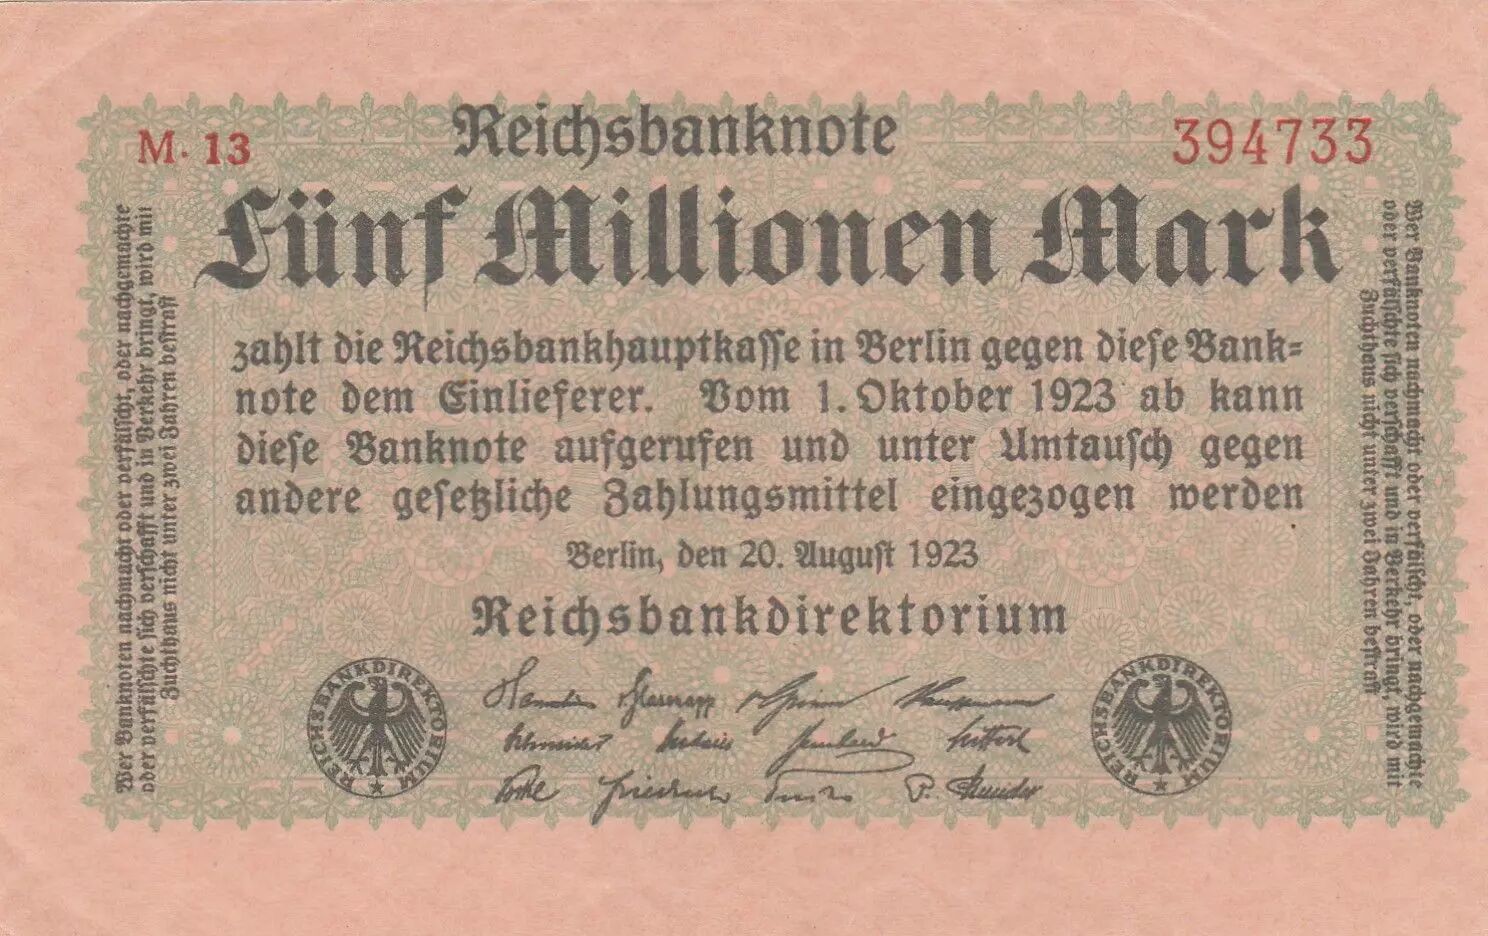 M· 13
Reichsbanknote
394733
Fünf Millionen Mark
zahlt die Reichsbankhauptkasse in Berlin gegen diese Bank=
note dem Einlieferer. Vom 1. Oktober 1923 ab kann
diese Banknote aufgerufen und unter Umtausch gegen
andere gesetzliche Zahlungsmittel eingezogen werden
Berlin, den 20. August 1923
Reichsbankdirektorium
REICHSBANKDIREKTORIUM
REICHSBANKDIREKTORIUM
Wer Banknoten nachmacht oder verfälscht, oder nachgemachte
oder verfälschte sich verschafft und in Verkehr bringt, wird mit
Zuchthaus nicht unter zwei Jahren bestraft
Wer Banknoten nachmacht oder verfälscht, oder nachgemachte
oder verfälschte sich verschafft und in Verkehr bringt, wird mit
Zuchthaus nicht unter zwei Jahren bestraft